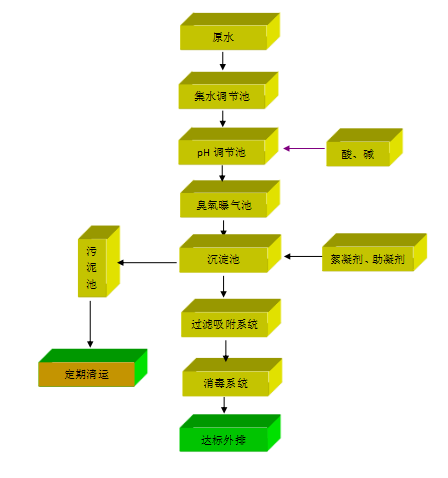 原水
集水调节池
pH 调节池
酸、碱
臭氧曝气池
污
泥
池
沉淀池
絮凝剂、助凝剂
过滤吸附系统
定期清运
消毒系统
达标外排